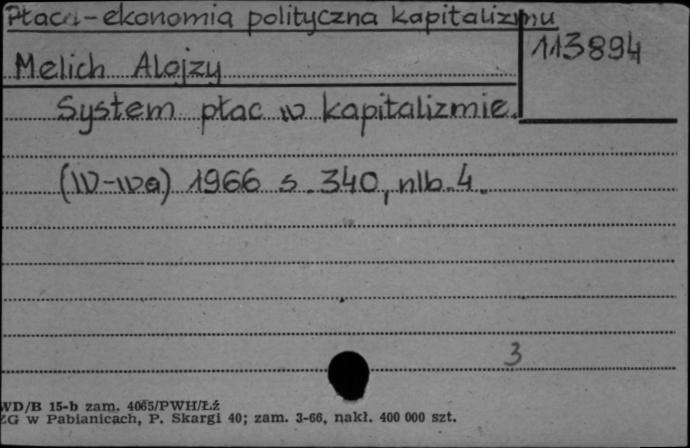 Płaca - ekonomia polityczna kapitalizmu
113894
Melich Alojzy
System płac w kapitalizmie.
(W-wa) 1966 s. 340, nlb. 4.
3
WD/B 15-b zam. 4065/PWH/Łź
ZG w Pabianicach, P. Skargi 40; zam. 3-66, nakł. 400 000 szt.